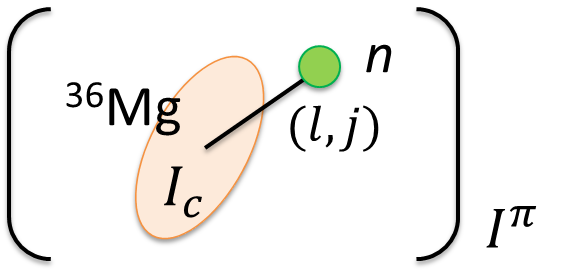 n
³⁶Mg
(l, j)
I_c
I^π